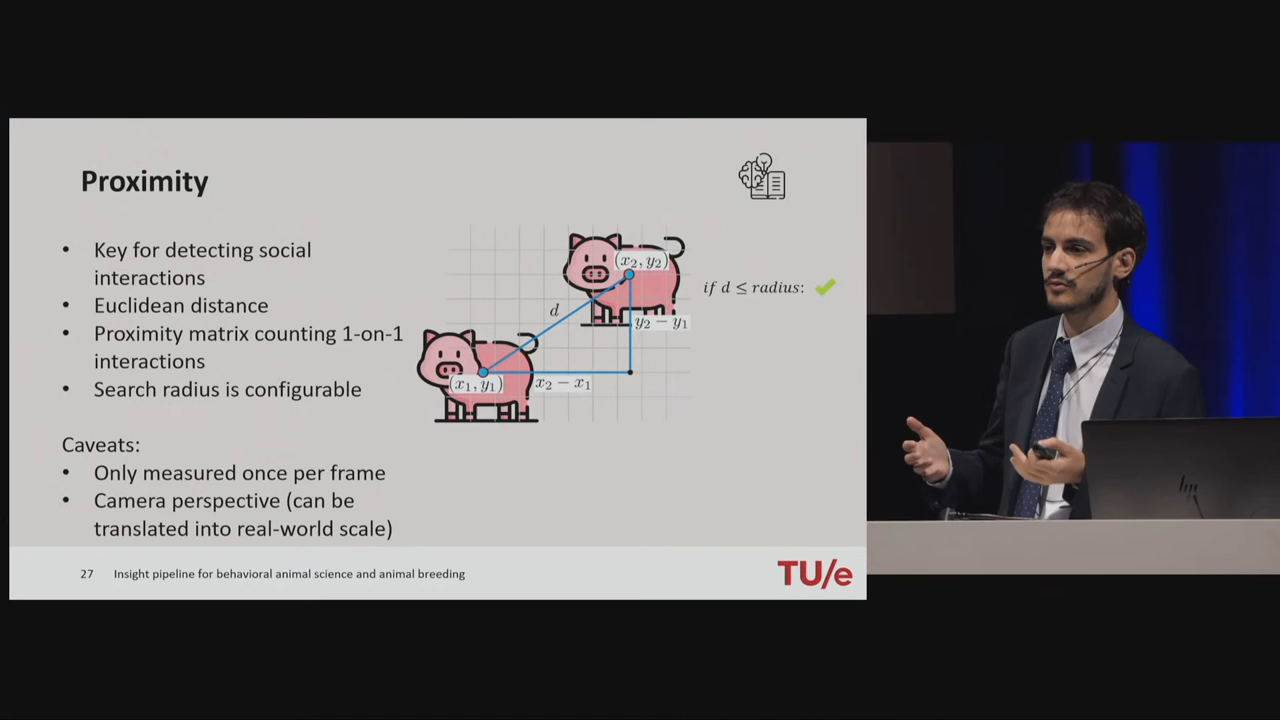 Proximity
• Key for detecting social
interactions
• Euclidean distance
• Proximity matrix counting 1-on-1
interactions
• Search radius is configurable
Caveats:
• Only measured once per frame
• Camera perspective (can be
translated into real-world scale)
(x₂, y₂)
d
if d ≤ radius:
y₂ − y₁
(x₁, y₁)
x₂ − x₁
27 Insight pipeline for behavioral animal science and animal breeding
TU/e
hp